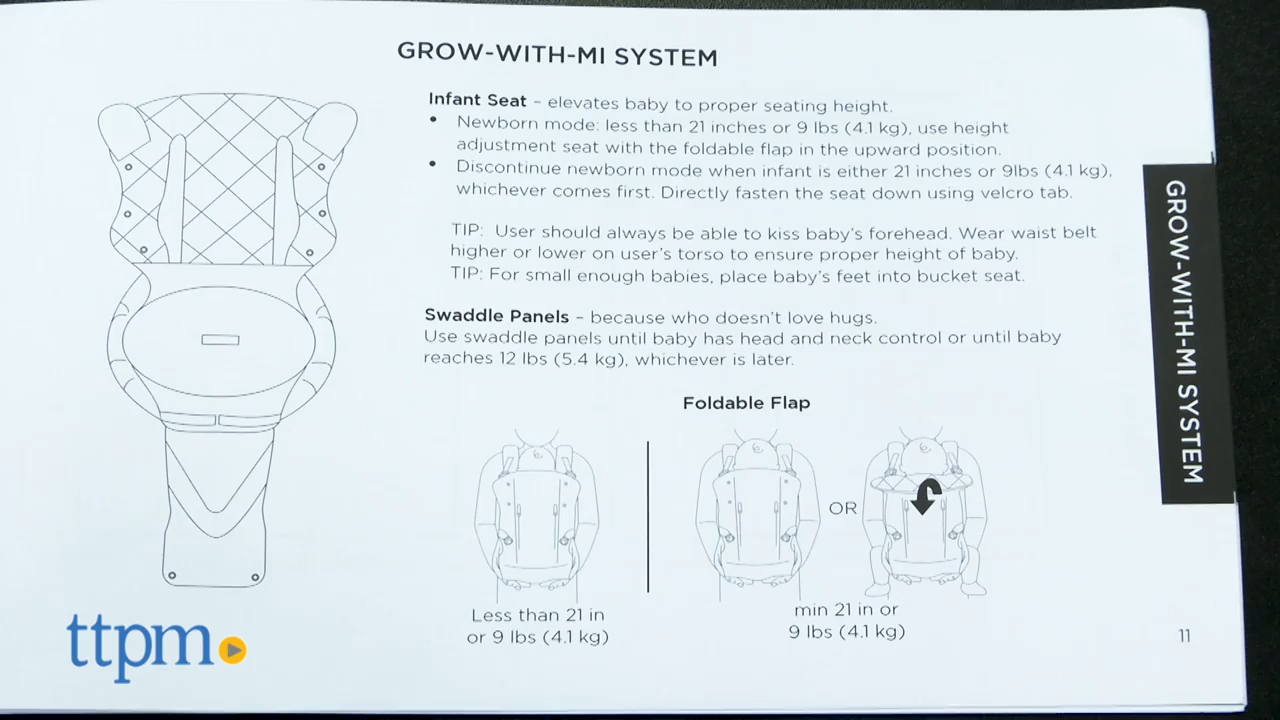 GROW-WITH-MI SYSTEM
Infant Seat – elevates baby to proper seating height.
• Newborn mode: less than 21 inches or 9 lbs (4.1 kg), use height
adjustment seat with the foldable flap in the upward position.
• Discontinue newborn mode when infant is either 21 inches or 9lbs (4.1 kg),
whichever comes first. Directly fasten the seat down using velcro tab.
TIP: User should always be able to kiss baby's forehead. Wear waist belt
higher or lower on user's torso to ensure proper height of baby.
TIP: For small enough babies, place baby's feet into bucket seat.
Swaddle Panels – because who doesn't love hugs.
Use swaddle panels until baby has head and neck control or until baby
reaches 12 lbs (5.4 kg), whichever is later.
Foldable Flap
OR
Less than 21 in
or 9 lbs (4.1 kg)
min 21 in or
9 lbs (4.1 kg)
11
GROW-WITH-MI SYSTEM
ttpm